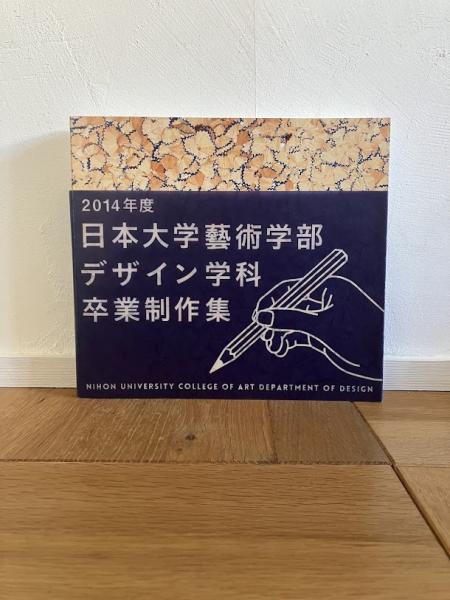 2014年度
日本大学藝術学部
デザイン学科
卒業制作集
NIHON UNIVERSITY COLLEGE OF ART DEPARTMENT OF DESIGN